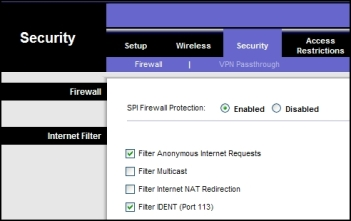 Security
Setup
Wireless
Security
Access Restrictions
Firewall | VPN Passthrough
Firewall
SPI Firewall Protection: Enabled Disabled
Internet Filter
Filter Anonymous Internet Requests
Filter Multicast
Filter Internet NAT Redirection
Filter IDENT (Port 113)